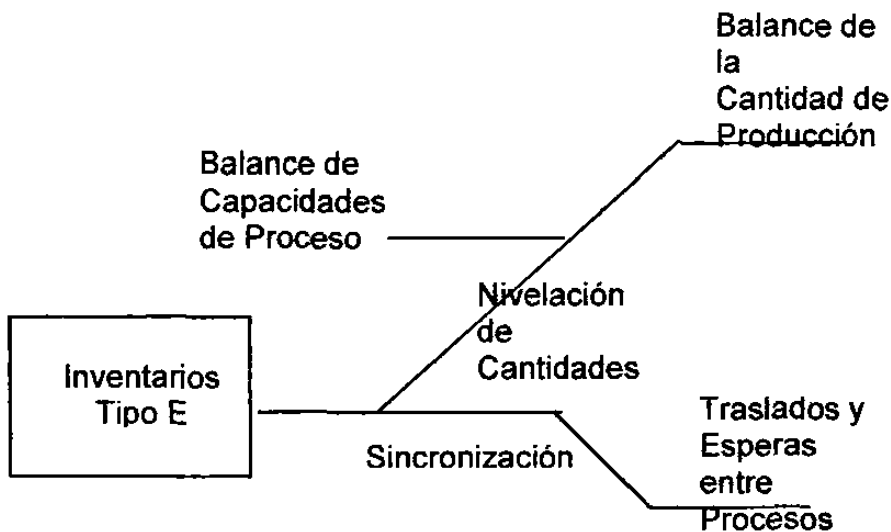 Balance de
la
Cantidad de
Producción
Balance de
Capacidades
de Proceso
Nivelación
de
Cantidades
Inventarios
Tipo E
Sincronización
Traslados y
Esperas
entre
Procesos